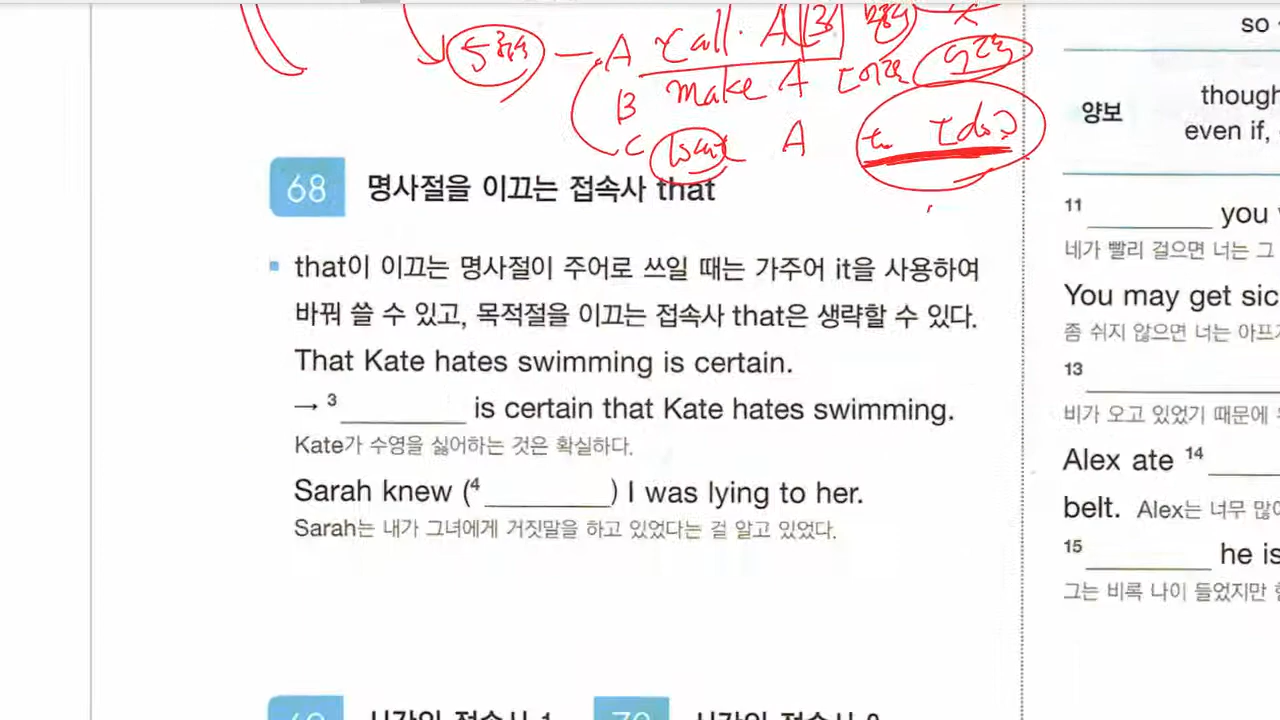 5형식 A call A
B make A
C want A to
68 명사절을 이끄는 접속사 that
that이 이끄는 명사절이 주어로 쓰일 때는 가주어 it을 사용하여
바꿔 쓸 수 있고, 목적절을 이끄는 접속사 that은 생략할 수 있다.
That Kate hates swimming is certain.
→ 3 ________ is certain that Kate hates swimming.
Kate가 수영을 싫어하는 것은 확실하다.
Sarah knew (4 ________) I was lying to her.
Sarah는 내가 그녀에게 거짓말을 하고 있었다는 걸 알고 있었다.
so
양보
though
even if,
11 ________ you
네가 빨리 걸으면 너는 그
You may get sic
좀 쉬지 않으면 너는 아프
13 ________
비가 오고 있었기 때문에
Alex ate 14 ____
belt. Alex는 너무 많이
15 ________ he is
그는 비록 나이 들었지만